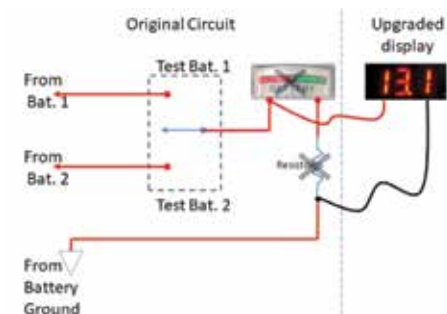 Original Circuit
Upgraded
display
Test Bat. 1
From
Bat. 1
13.1
From
Bat. 2
Resistor
Test Bat. 2
From
Battery
Ground